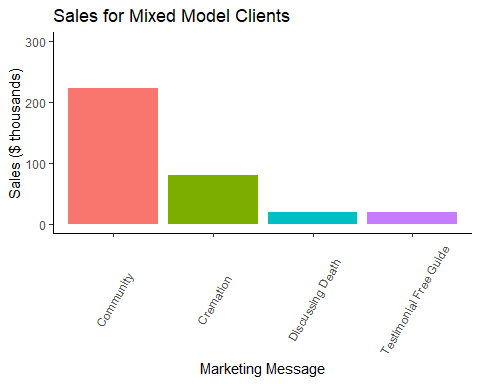 Sales for Mixed Model Clients
Sales ($ thousands)
300
200
100
0
Community
Cremation
Discussing Death
Testimonial Free Guide
Marketing Message